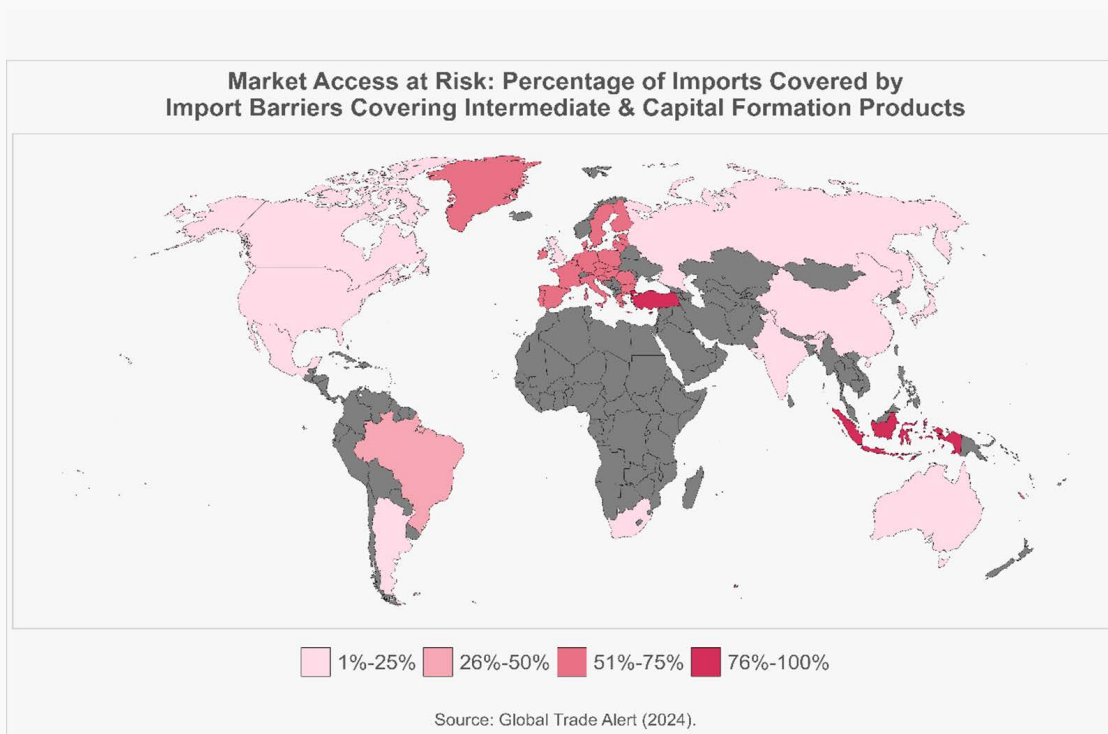 Market Access at Risk: Percentage of Imports Covered by
Import Barriers Covering Intermediate & Capital Formation Products
1%-25% 26%-50% 51%-75% 76%-100%
Source: Global Trade Alert (2024).